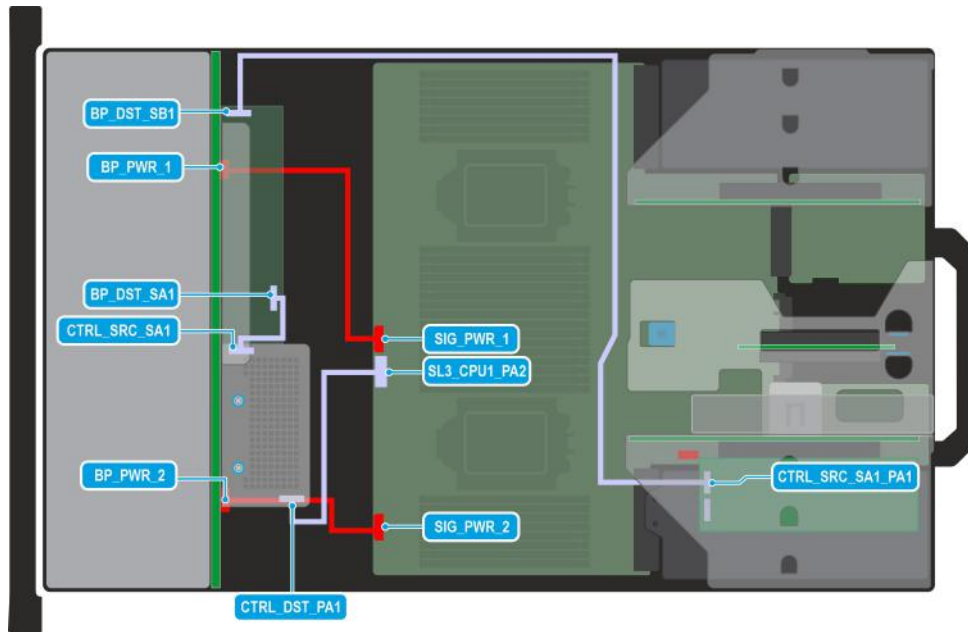 BP_DST_SB1
BP_PWR_1
BP_DST_SA1
CTRL_SRC_SA1
SIG_PWR_1
SL3_CPU1_PA2
BP_PWR_2
CTRL_SRC_SA1_PA1
SIG_PWR_2
CTRL_DST_PA1